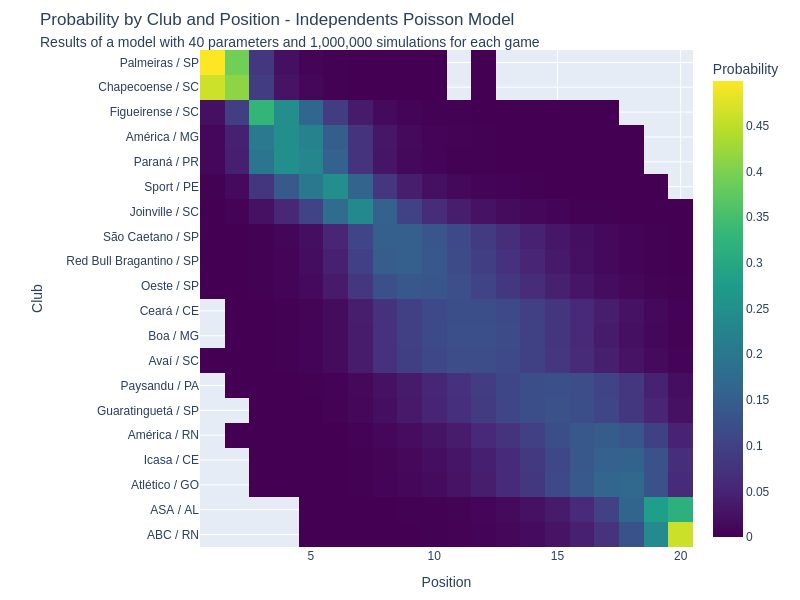 Probability by Club and Position - Independents Poisson Model
Results of a model with 40 parameters and 1,000,000 simulations for each game
Palmeiras / SP
Chapecoense / SC
Figueirense / SC
América / MG
Paraná / PR
Sport / PE
Joinville / SC
São Caetano / SP
Red Bull Bragantino / SP
Oeste / SP
Ceará / CE
Boa / MG
Avaí / SC
Paysandu / PA
Guaratinguetá / SP
América / RN
Icasa / CE
Atlético / GO
ASA / AL
ABC / RN
Club
5
10
15
20
Position
Probability
0.45
0.4
0.35
0.3
0.25
0.2
0.15
0.1
0.05
0